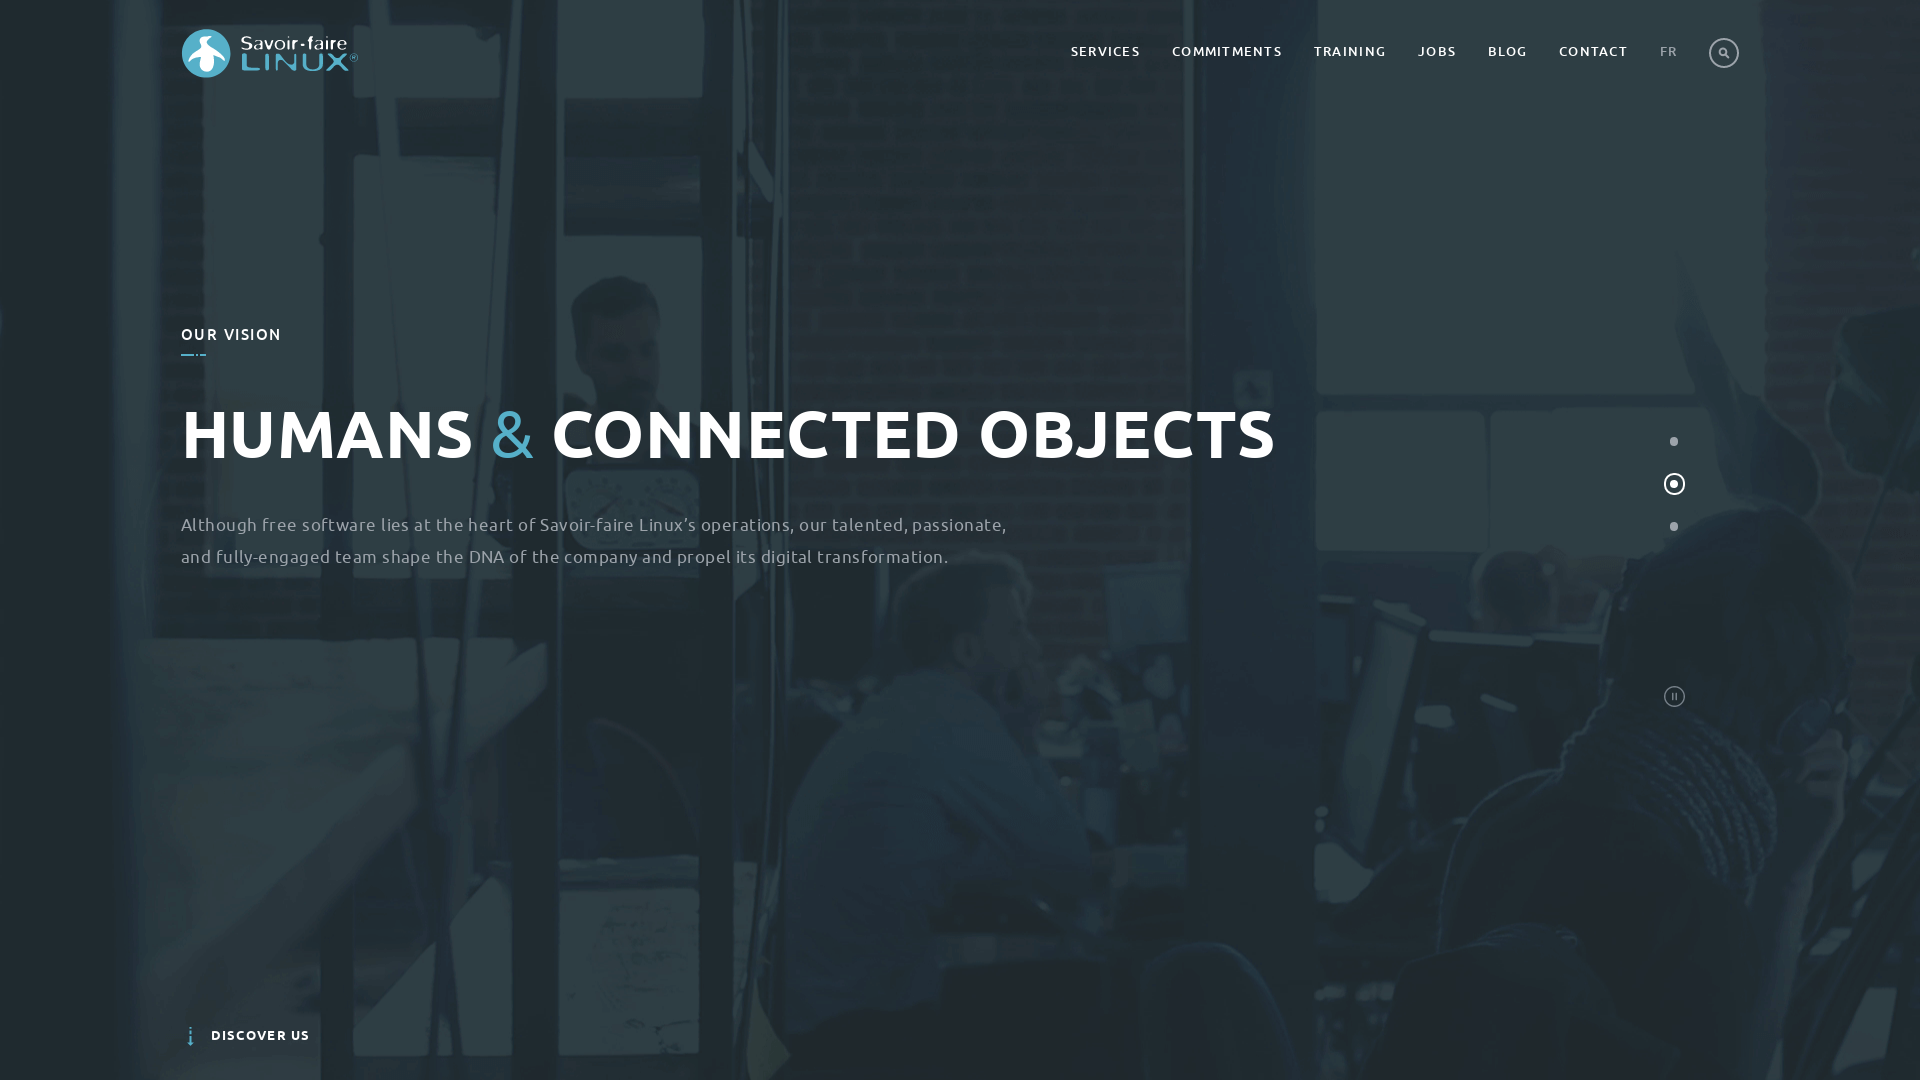 Savoir-faire
LINUX®
SERVICES COMMITMENTS TRAINING JOBS BLOG CONTACT FR
OUR VISION
HUMANS & CONNECTED OBJECTS
Although free software lies at the heart of Savoir-faire Linux’s operations, our talented, passionate,
and fully-engaged team shape the DNA of the company and propel its digital transformation.
DISCOVER US